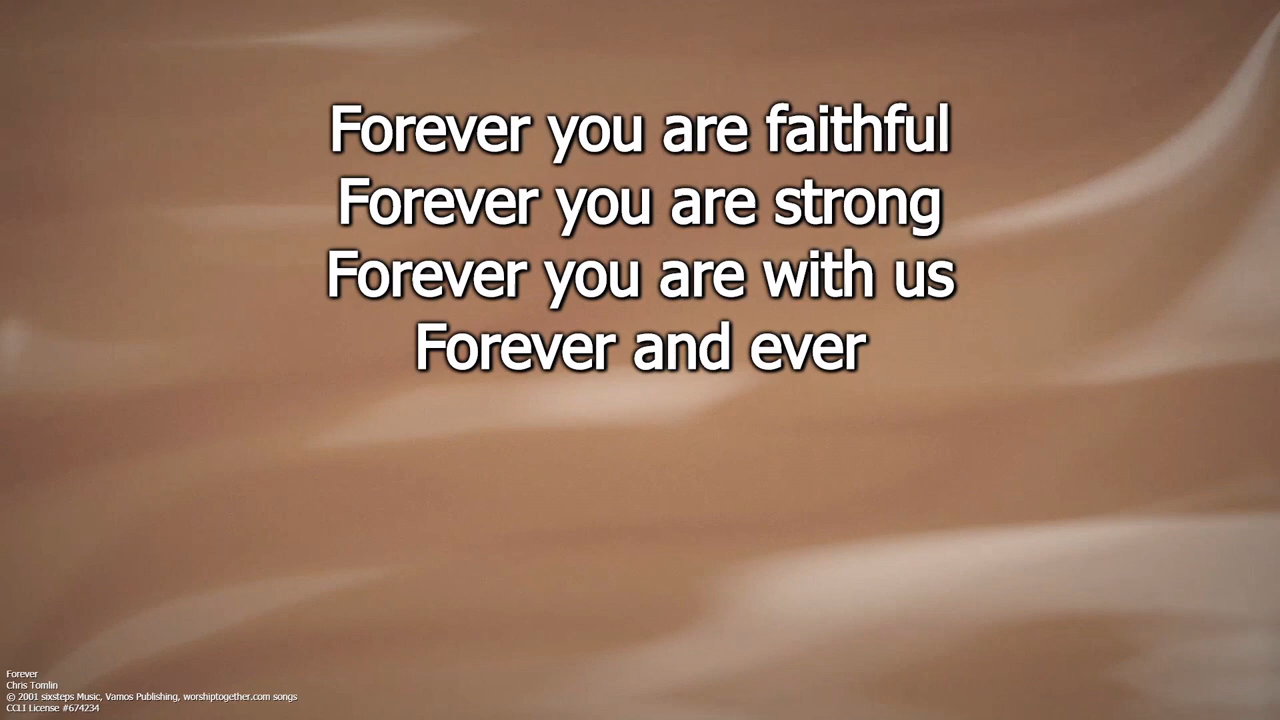 Forever you are faithful
Forever you are strong
Forever you are with us
Forever and ever
Forever
Chris Tomlin
© 2001 sixsteps Music, Vamos Publishing, worshiptogether.com songs
CCLI License #674234